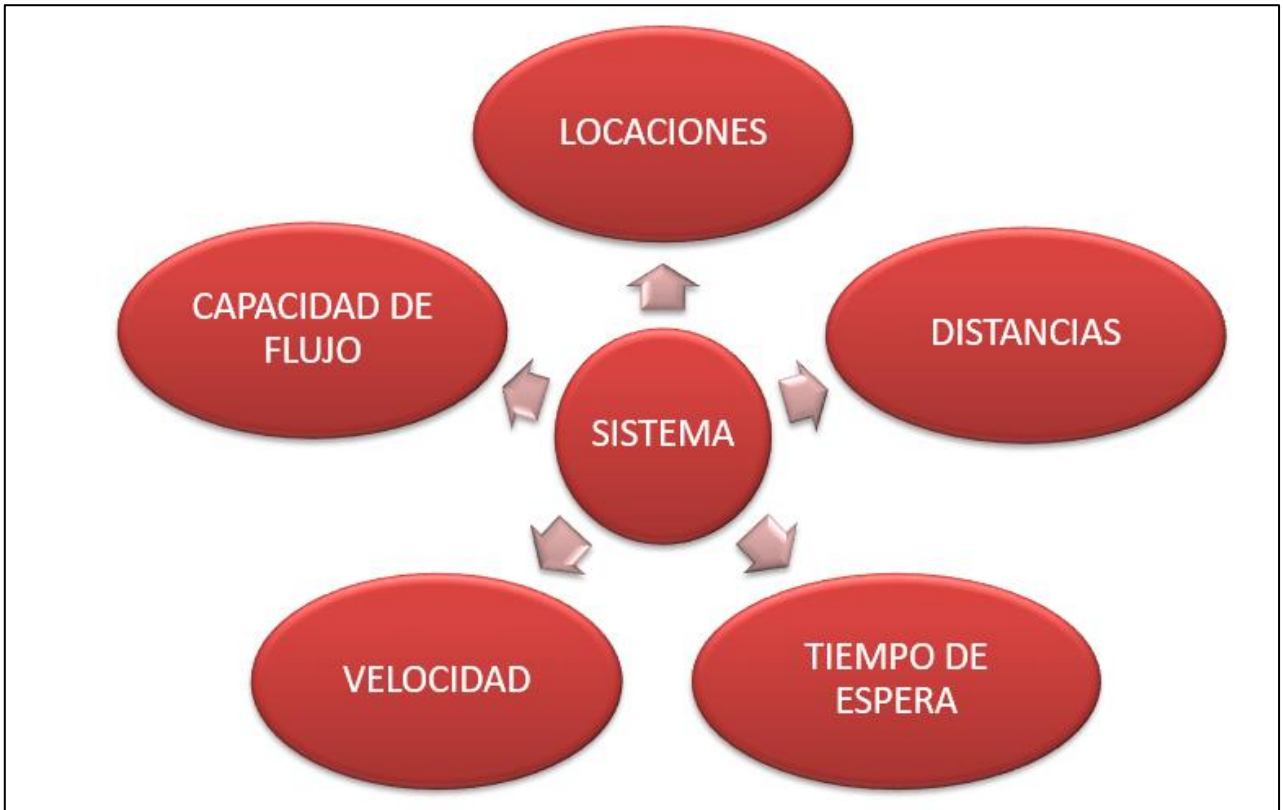 LOCACIONES
CAPACIDAD DE
FLUJO
DISTANCIAS
SISTEMA
VELOCIDAD
TIEMPO DE
ESPERA